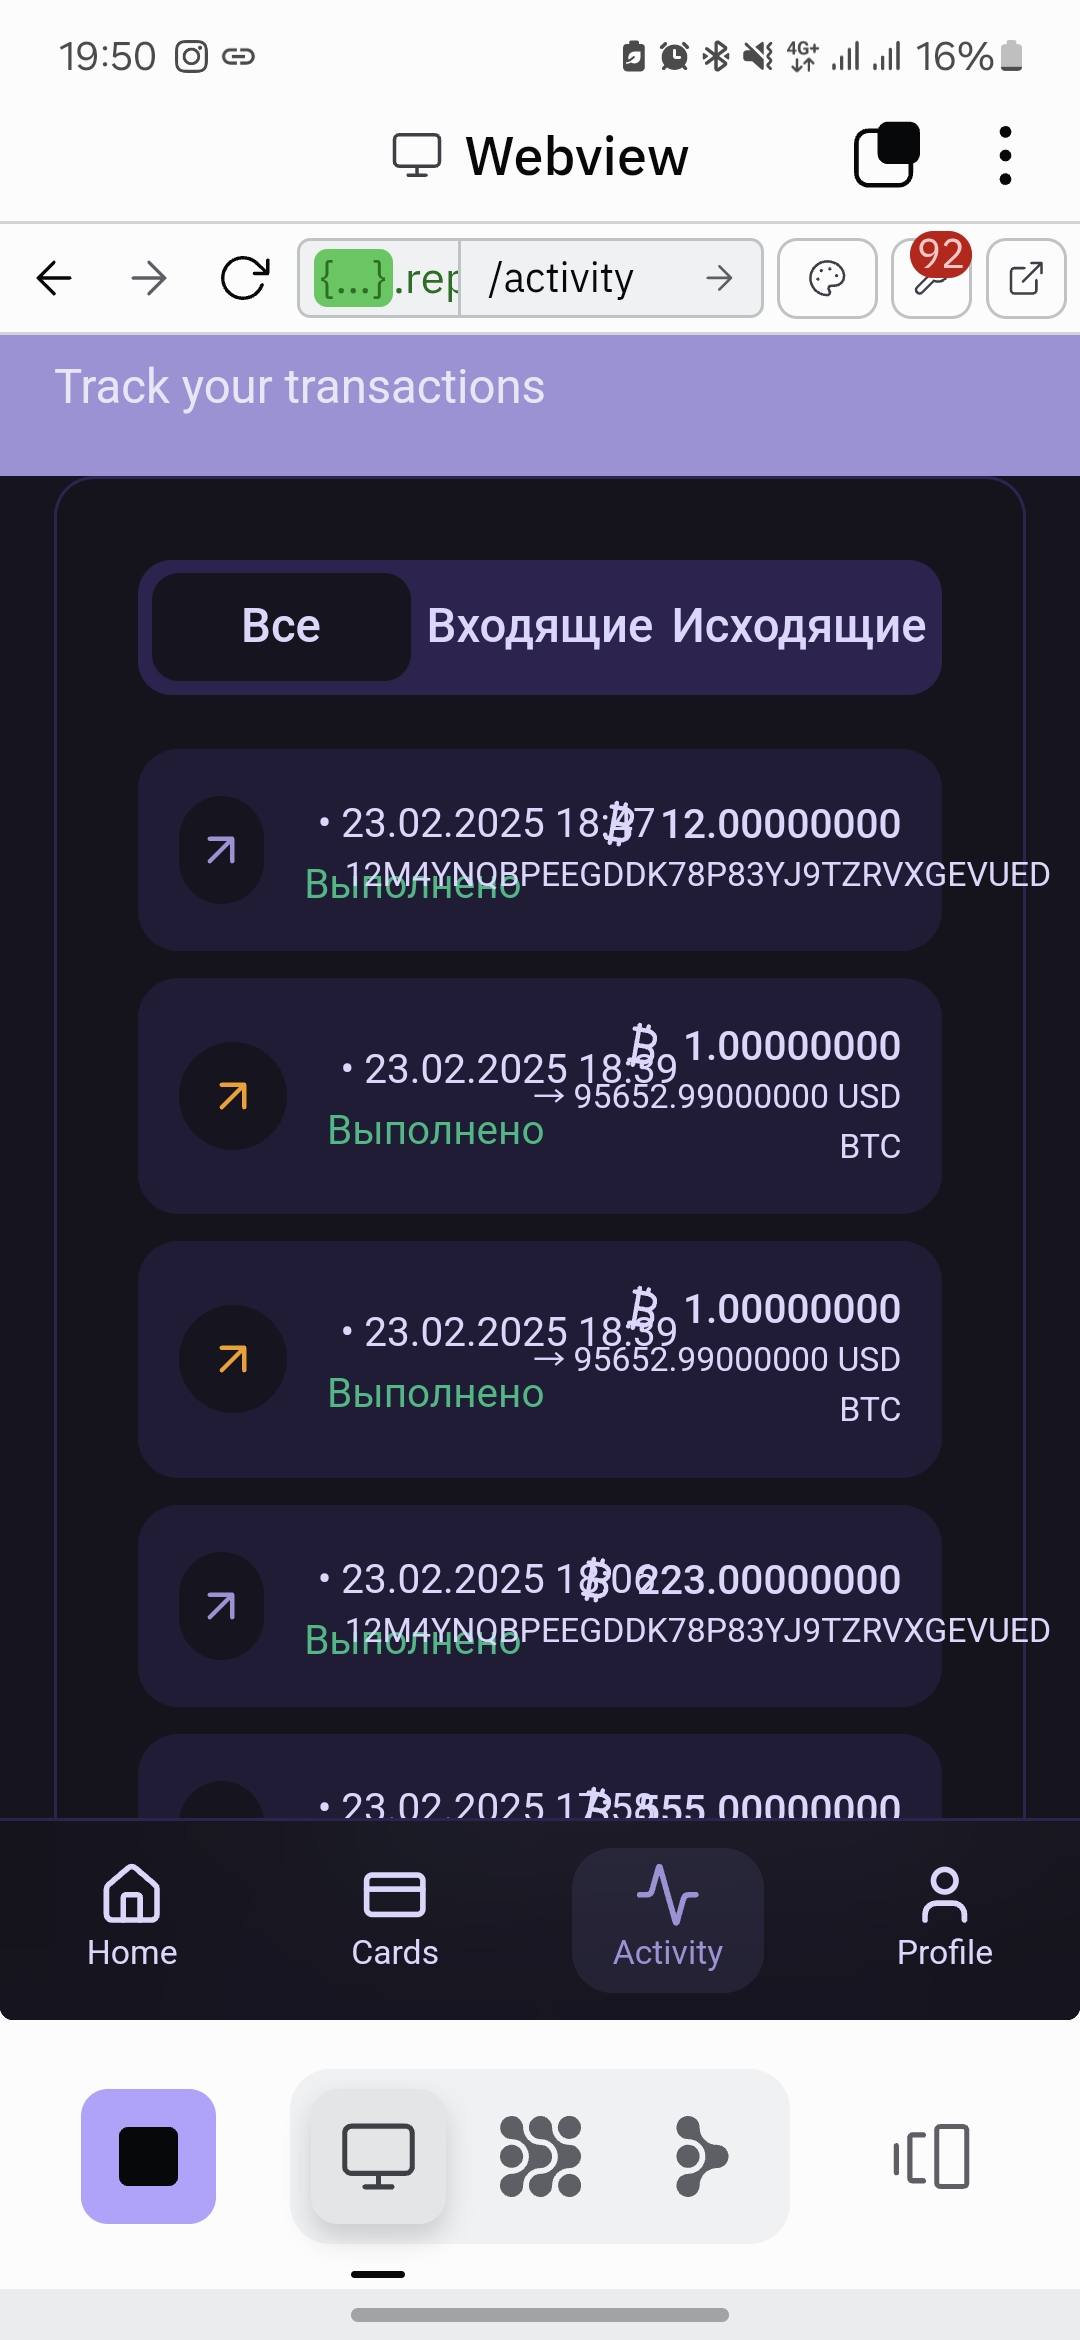 19:50
4G+
16%
Webview
{...}.rep
/activity
92
Track your transactions
Все Входящие Исходящие
• 23.02.2025 18:47 12.00000000
12M4YNQBPEEGDDK78P83YJ9TZRVXGEVUED
Выполнено
1.00000000
• 23.02.2025 18:39
→ 95652.99000000 USD
Выполнено
BTC
1.00000000
• 23.02.2025 18:39
→ 95652.99000000 USD
Выполнено
BTC
• 23.02.2025 18:06 223.00000000
12M4YNQBPEEGDDK78P83YJ9TZRVXGEVUED
Выполнено
• 23.02.2025 17:58 555.00000000
Home Cards Activity Profile